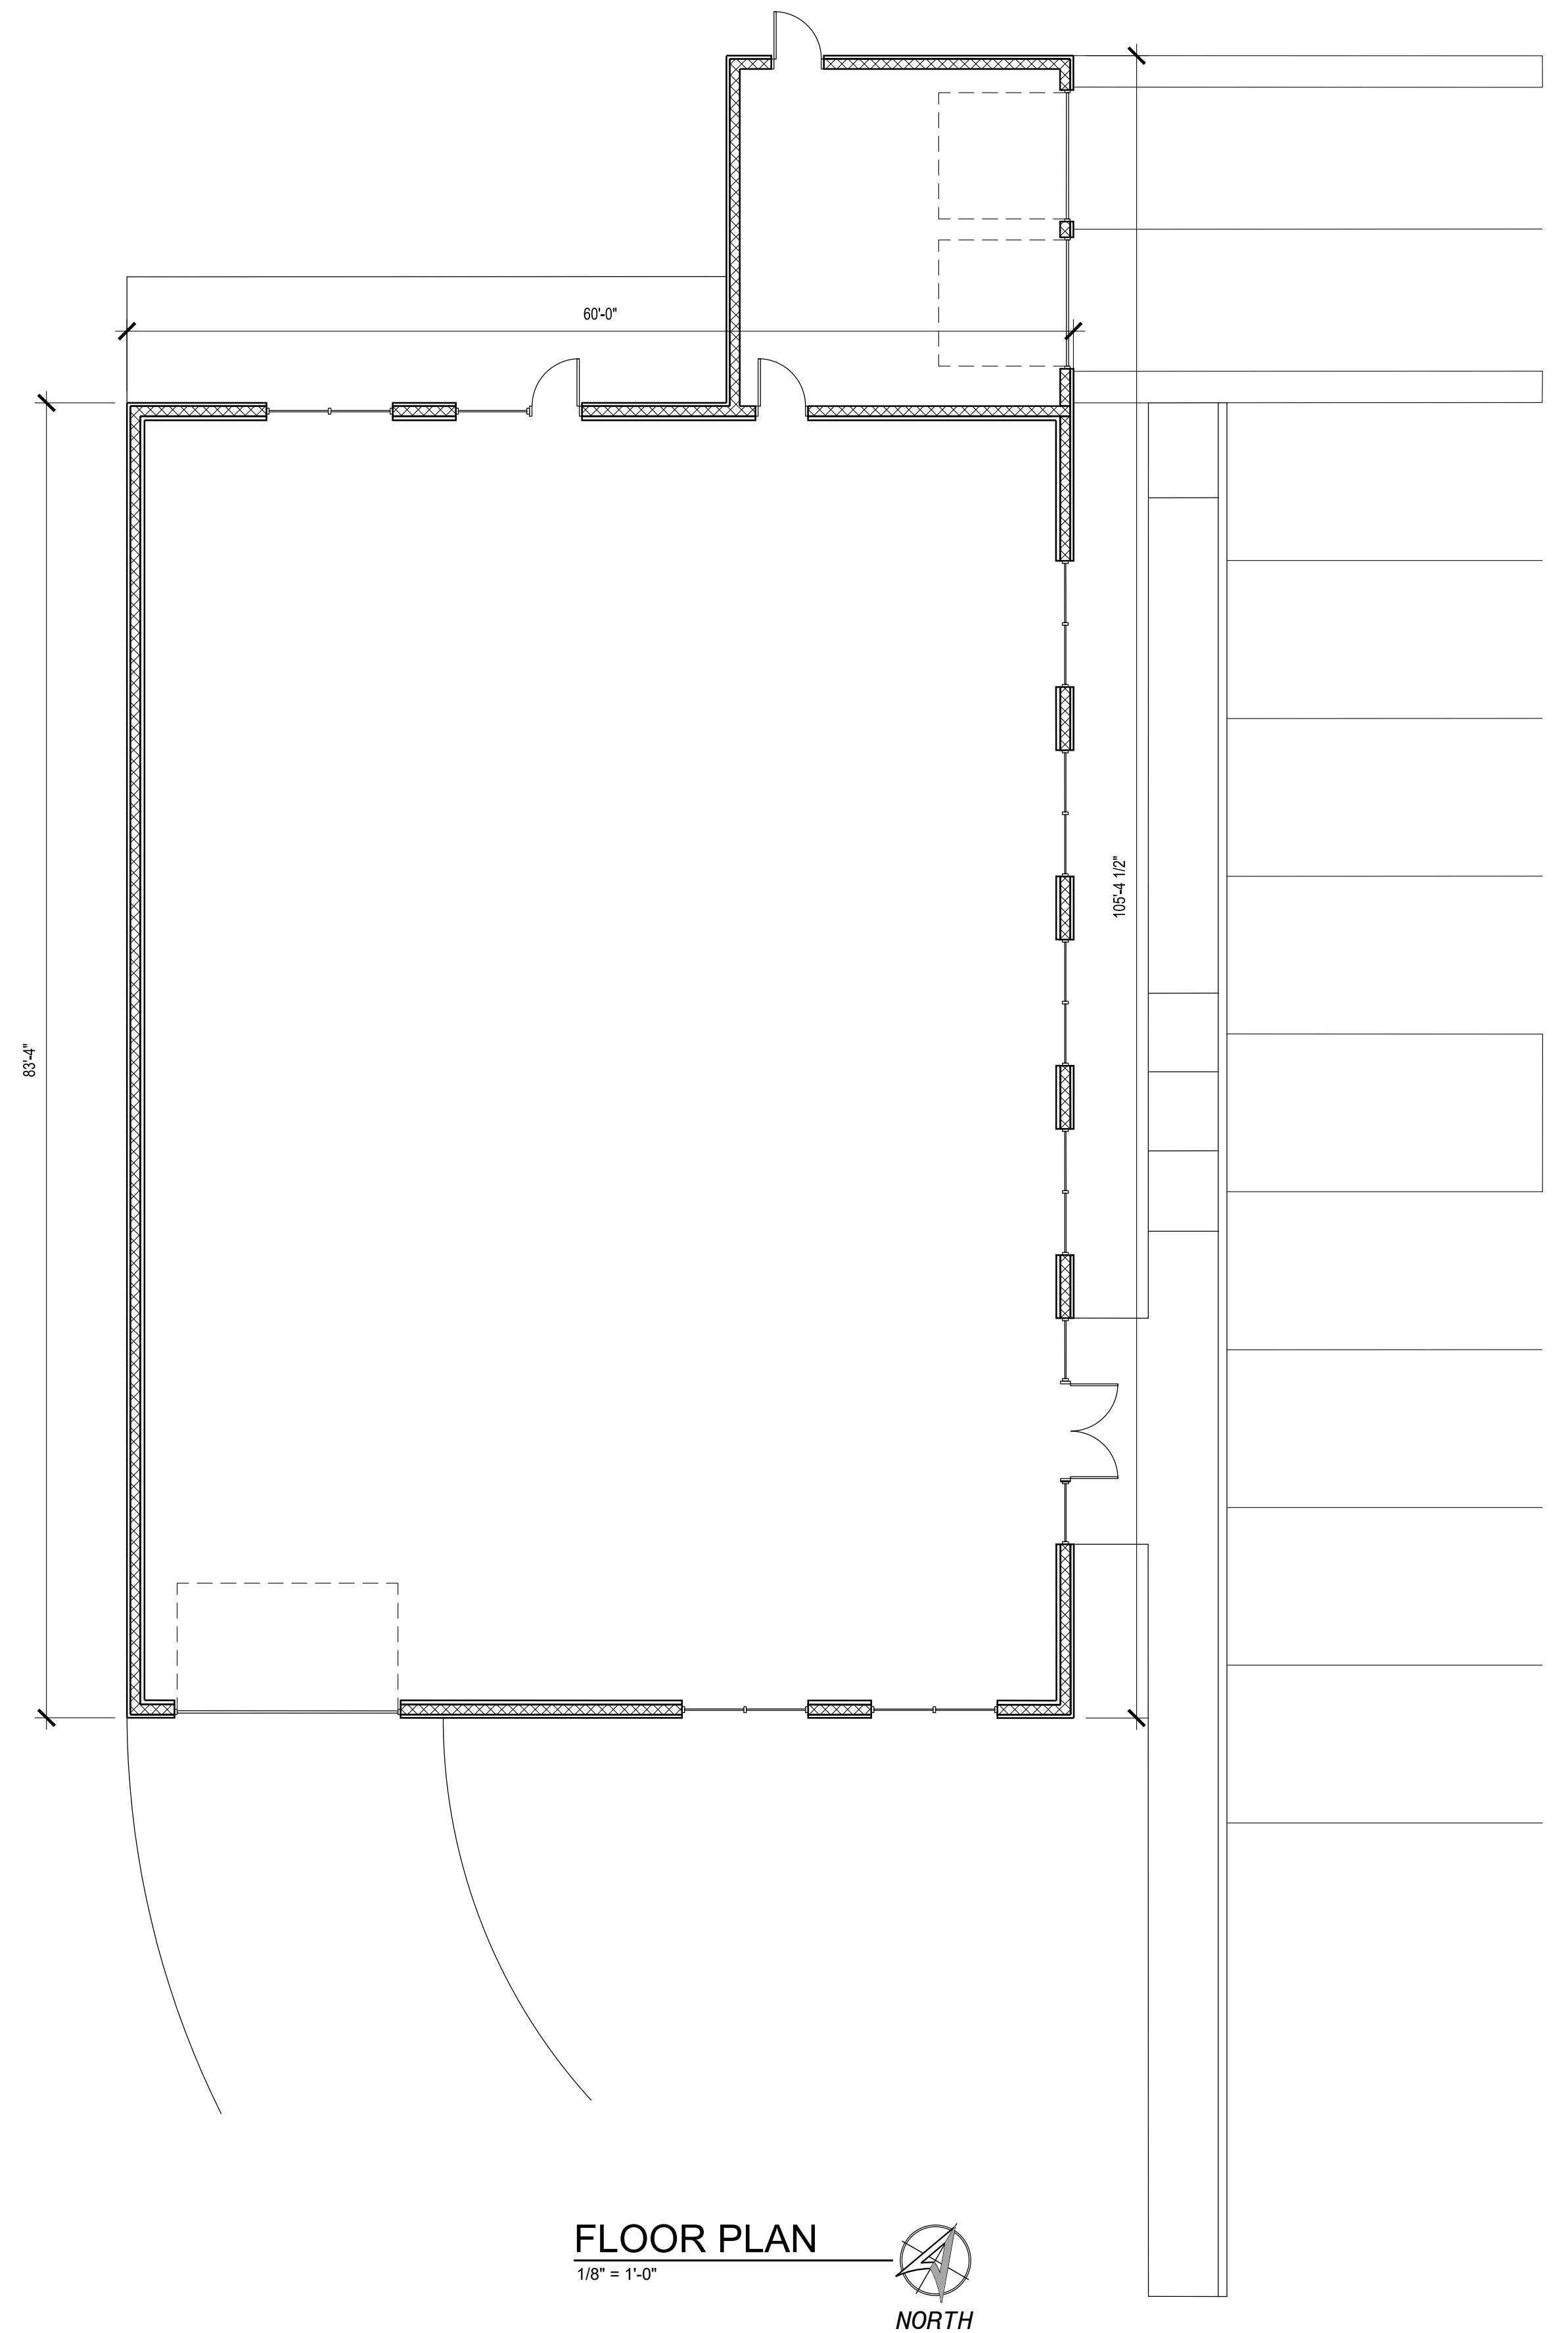 60'-0"
105'-4 1/2"
83'-4"
FLOOR PLAN
1/8" = 1'-0"
NORTH